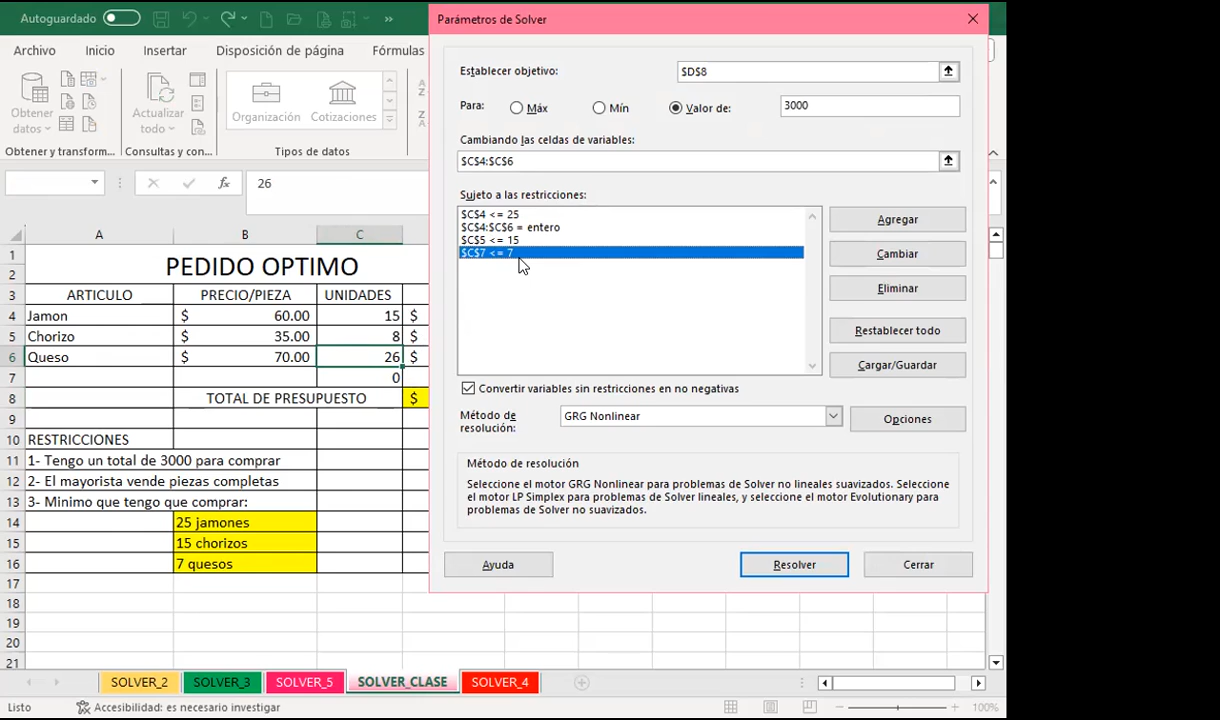 Autoguardado
Archivo Inicio Insertar Disposición de página Fórmulas
Obtener datos
Actualizar todo
Organización Cotizaciones
Obtener y transform... Consultas y con... Tipos de datos
fx 26
A B C
1 PEDIDO OPTIMO
2
3 ARTICULO PRECIO/PIEZA UNIDADES
4 Jamon $ 60.00 15 $
5 Chorizo $ 35.00 8 $
6 Queso $ 70.00 26 $
7 0
8 TOTAL DE PRESUPUESTO $
9
10 RESTRICCIONES
11 1- Tengo un total de 3000 para comprar
12 2- El mayorista vende piezas completas
13 3- Minimo que tengo que comprar:
14 25 jamones
15 15 chorizos
16 7 quesos
17
18
19
20
21
SOLVER_2 SOLVER_3 SOLVER_5 SOLVER_CLASE SOLVER_4
Listo Accesibilidad: es necesario investigar 100%
Parámetros de Solver
Establecer objetivo: $D$8
Para: Máx Mín Valor de: 3000
Cambiando las celdas de variables:
$C$4:$C$6
Sujeto a las restricciones:
$C$4 <= 25
$C$4:$C$6 = entero
$C$5 <= 15
$C$7 <= 7
Agregar
Cambiar
Eliminar
Restablecer todo
Cargar/Guardar
Convertir variables sin restricciones en no negativas
Método de resolución: GRG Nonlinear Opciones
Método de resolución
Seleccione el motor GRG Nonlinear para problemas de Solver no lineales suavizados. Seleccione
el motor LP Simplex para problemas de Solver lineales, y seleccione el motor Evolutionary para
problemas de Solver no suavizados.
Ayuda Resolver Cerrar